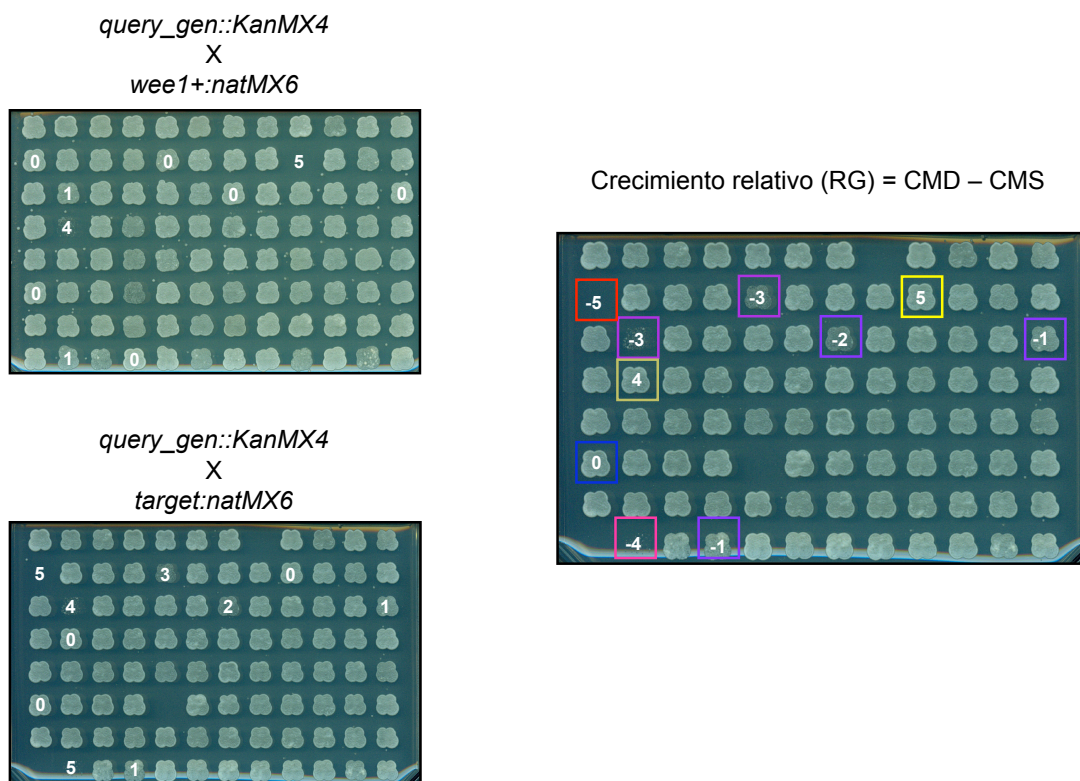 query_gen::KanMX4
X
wee1+:natMX6
0 0 5
1 0 0
4
0
1 0
query_gen::KanMX4
X
target:natMX6
5 3 0
4 2 1
0
0
5 1
Crecimiento relativo (RG) = CMD – CMS
-5 -3 5
-3 -2 -1
4
0
-4 -1